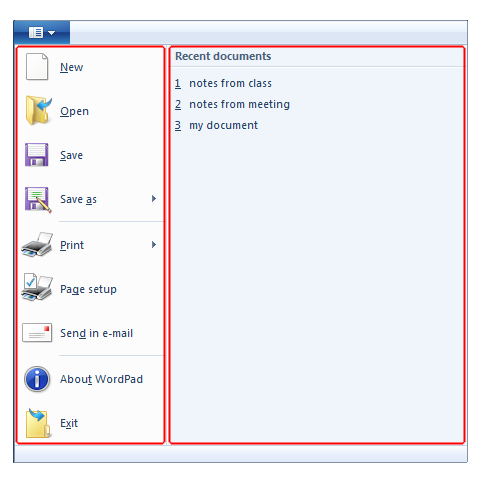 New
Open
Save
Save as
Print
Page setup
Send in e-mail
About WordPad
Exit
Recent documents
1 notes from class
2 notes from meeting
3 my document